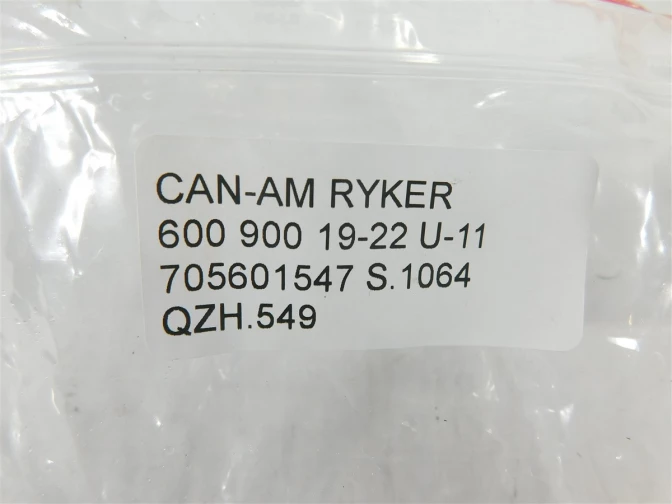 CAN-AM RYKER
600 900 19-22 U-11
705601547 S.1064
QZH.549